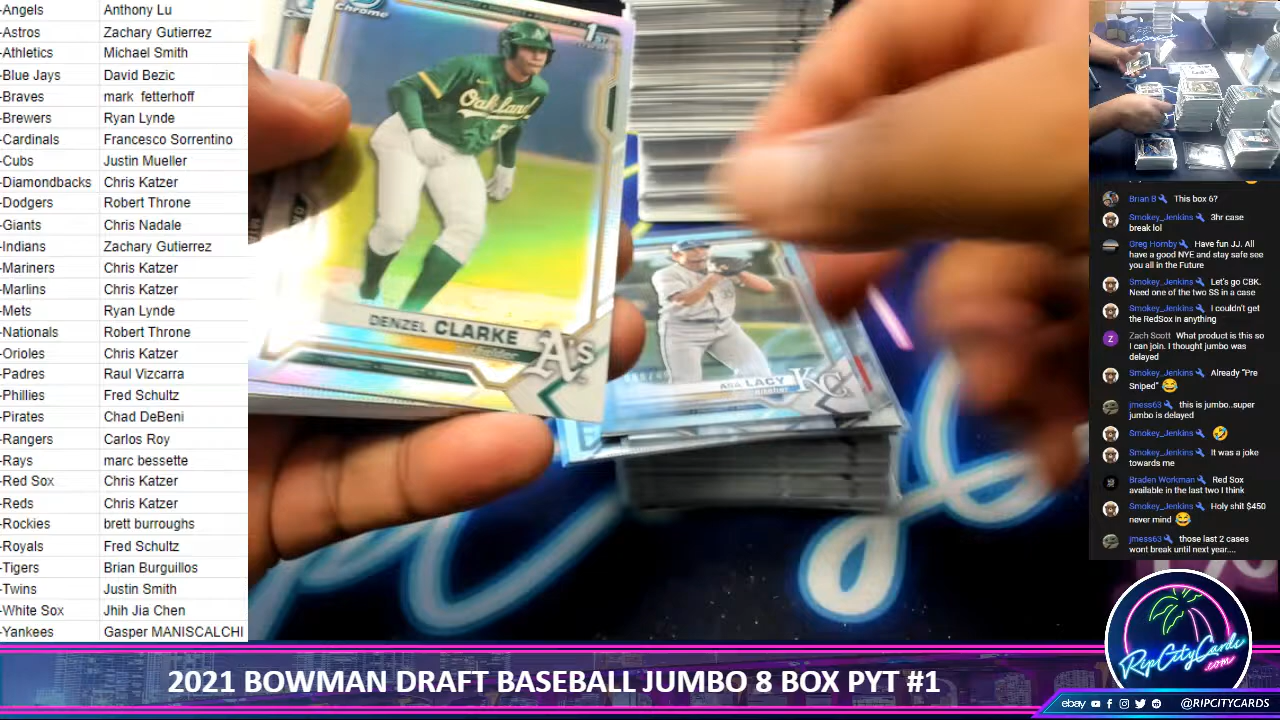 -Angels Anthony Lu
-Astros Zachary Gutierrez
-Athletics Michael Smith
-Blue Jays David Bezic
-Braves mark fetterhoff
-Brewers Ryan Lynde
-Cardinals Francesco Sorrentino
-Cubs Justin Mueller
-Diamondbacks Chris Katzer
-Dodgers Robert Throne
-Giants Chris Nadale
-Indians Zachary Gutierrez
-Mariners Chris Katzer
-Marlins Chris Katzer
-Mets Ryan Lynde
-Nationals Robert Throne
-Orioles Chris Katzer
-Padres Raul Vizcarra
-Phillies Fred Schultz
-Pirates Chad DeBeni
-Rangers Carlos Roy
-Rays marc bessette
-Red Sox Chris Katzer
-Reds Chris Katzer
-Rockies brett burroughs
-Royals Fred Schultz
-Tigers Brian Burguillos
-Twins Justin Smith
-White Sox Jhih Jia Chen
-Yankees Gasper MANISCALCHI
chrome
1ST
Oakland
DENZEL CLARKE
A's
ASA LACY
Pitcher
KC
Brian B This box 6?
Smokey_Jenkins 3hr case
break lol
Greg Hornby Have fun JJ. All
have a good NYE and stay safe see
you all in the Future
Smokey_Jenkins Let's go CBK.
Need one of the two SS in a case
Smokey_Jenkins I couldn't get
the RedSox in anything
Z
Zach Scott What product is this so
I can join. I thought jumbo was
delayed
Smokey_Jenkins Already "Pre
Sniped" 😂
jmess63 this is jumbo..super
jumbo is delayed
Smokey_Jenkins 🤣
Smokey_Jenkins It was a joke
towards me
Braden Workman Red Sox
available in the last two I think
Smokey_Jenkins Holy shit $450
never mind 😂
jmess63 those last 2 cases
wont break until next year....
RipCityCards
.com
2021 BOWMAN DRAFT BASEBALL JUMBO 8 BOX PYT #1
ebay @RIPCITYCARDS